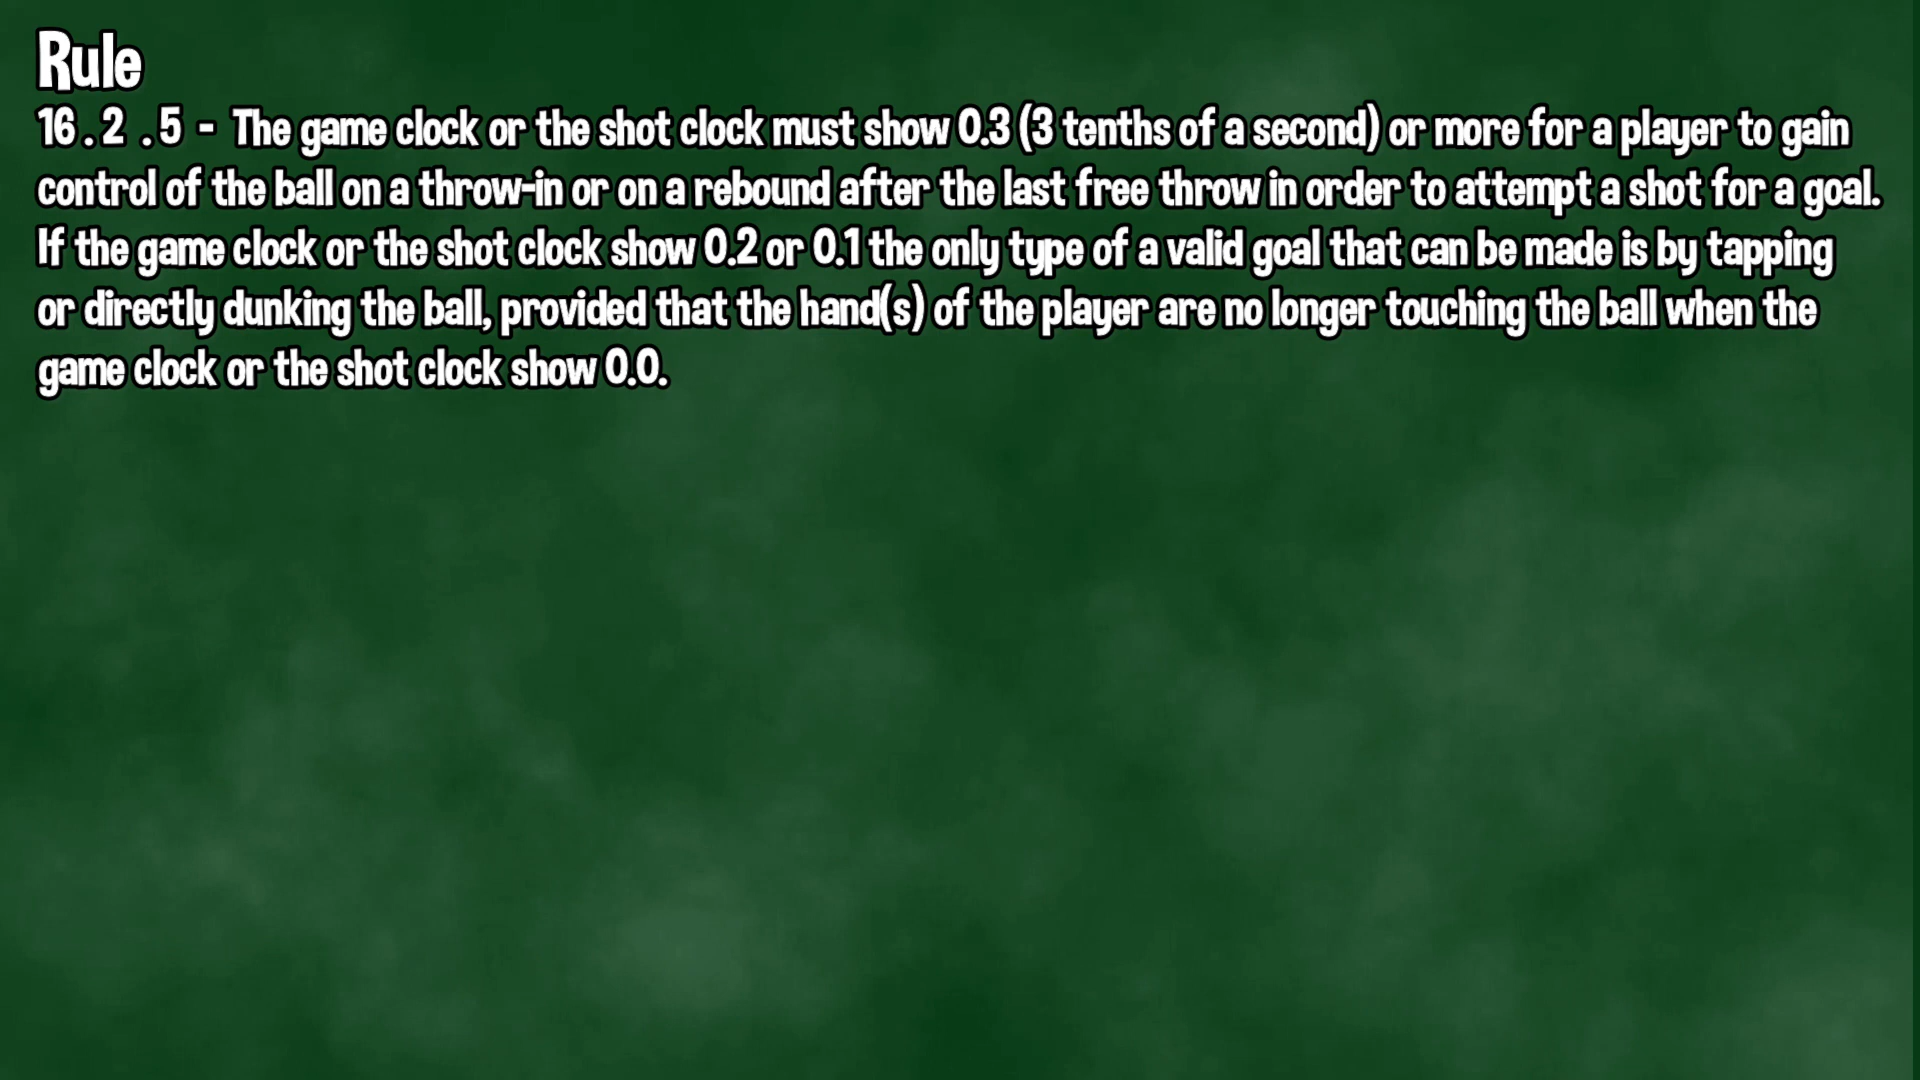 Rule
16 . 2 . 5 - The game clock or the shot clock must show 0.3 (3 tenths of a second) or more for a player to gain
control of the ball on a throw-in or on a rebound after the last free throw in order to attempt a shot for a goal.
If the game clock or the shot clock show 0.2 or 0.1 the only type of a valid goal that can be made is by tapping
or directly dunking the ball, provided that the hand(s) of the player are no longer touching the ball when the
game clock or the shot clock show 0.0.